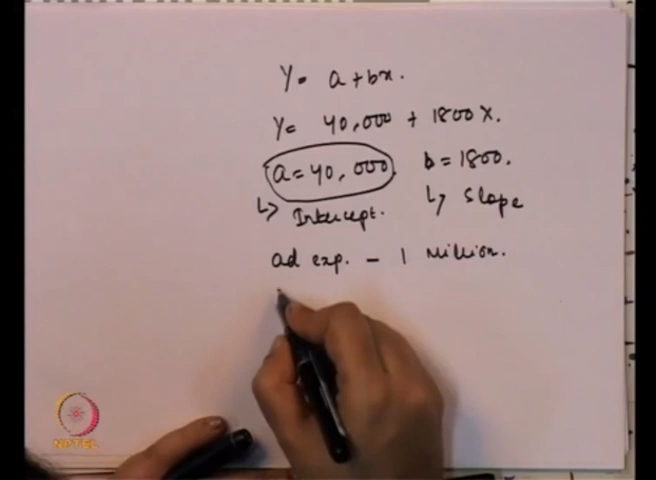 Y = a + bx.
Y = 40,000 + 1800 X.
a = 40,000. b = 1800.
↳ Intercept. ↳ Slope
ad exp. - 1 Million.
NPTEL